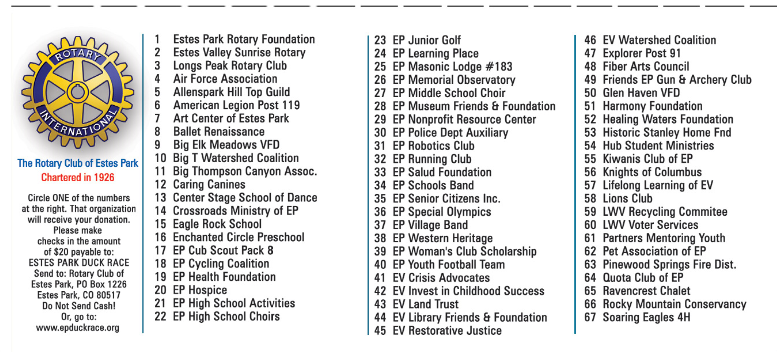 ROTARY
INTERNATIONAL
The Rotary Club of Estes Park
Chartered in 1926
Circle ONE of the numbers
at the right. That organization
will receive your donation.
Please make
checks in the amount
of $20 payable to:
ESTES PARK DUCK RACE
Send to: Rotary Club of
Estes Park, PO Box 1226
Estes Park, CO 80517
Do Not Send Cash!
Or, go to:
www.epduckrace.org
1 Estes Park Rotary Foundation
2 Estes Valley Sunrise Rotary
3 Longs Peak Rotary Club
4 Air Force Association
5 Allenspark Hill Top Guild
6 American Legion Post 119
7 Art Center of Estes Park
8 Ballet Renaissance
9 Big Elk Meadows VFD
10 Big T Watershed Coalition
11 Big Thompson Canyon Assoc.
12 Caring Canines
13 Center Stage School of Dance
14 Crossroads Ministry of EP
15 Eagle Rock School
16 Enchanted Circle Preschool
17 EP Cub Scout Pack 8
18 EP Cycling Coalition
19 EP Health Foundation
20 EP Hospice
21 EP High School Activities
22 EP High School Choirs
23 EP Junior Golf
24 EP Learning Place
25 EP Masonic Lodge #183
26 EP Memorial Observatory
27 EP Middle School Choir
28 EP Museum Friends & Foundation
29 EP Nonprofit Resource Center
30 EP Police Dept Auxiliary
31 EP Robotics Club
32 EP Running Club
33 EP Salud Foundation
34 EP Schools Band
35 EP Senior Citizens Inc.
36 EP Special Olympics
37 EP Village Band
38 EP Western Heritage
39 EP Woman's Club Scholarship
40 EP Youth Football Team
41 EV Crisis Advocates
42 EV Invest in Childhood Success
43 EV Land Trust
44 EV Library Friends & Foundation
45 EV Restorative Justice
46 EV Watershed Coalition
47 Explorer Post 91
48 Fiber Arts Council
49 Friends EP Gun & Archery Club
50 Glen Haven VFD
51 Harmony Foundation
52 Healing Waters Foundation
53 Historic Stanley Home Fnd
54 Hub Student Ministries
55 Kiwanis Club of EP
56 Knights of Columbus
57 Lifelong Learning of EV
58 Lions Club
59 LWV Recycling Commitee
60 LWV Voter Services
61 Partners Mentoring Youth
62 Pet Association of EP
63 Pinewood Springs Fire Dist.
64 Quota Club of EP
65 Ravencrest Chalet
66 Rocky Mountain Conservancy
67 Soaring Eagles 4H